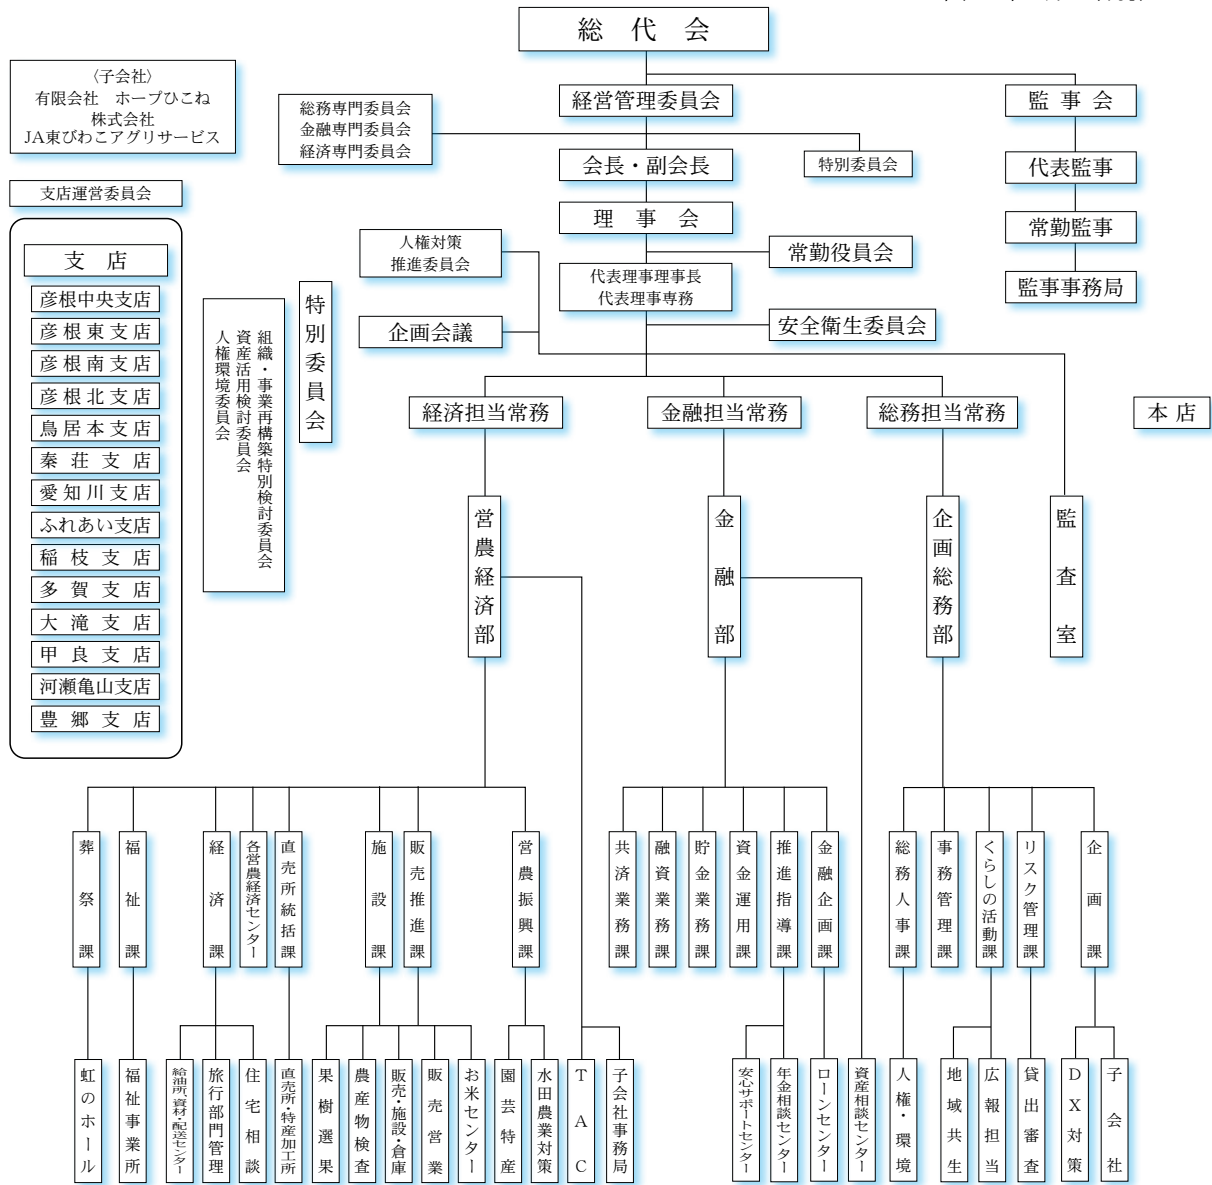 総代会
〈子会社〉
有限会社 ホープひこね
株式会社
JA東びわこアグリサービス
総務専門委員会
金融専門委員会
経済専門委員会
経営管理委員会
監事会
会長・副会長
特別委員会
代表監事
支店運営委員会
理事会
常勤監事
人権対策
推進委員会
常勤役員会
代表理事理事長
代表理事専務
監事事務局
企画会議
安全衛生委員会
支店
彦根中央支店
彦根東支店
彦根南支店
彦根北支店
鳥居本支店
秦荘支店
愛知川支店
ふれあい支店
稲枝支店
多賀支店
大滝支店
甲良支店
河瀬亀山支店
豊郷支店
特別委員会
組織・事業再構築特別検討委員会
資産活用検討委員会
人権環境委員会
経済担当常務
金融担当常務
総務担当常務
本店
営農経済部
金融部
企画総務部
監査室
葬祭課
福祉課
経済課
各営農経済センター
直売所統括課
施設課
販売推進課
営農振興課
共済業務課
融資業務課
貯金業務課
資金運用課
推進指導課
金融企画課
総務人事課
事務管理課
くらしの活動課
リスク管理課
企画課
虹のホール
福祉事業所
給油所、資材・配送センター
旅行部門管理
住宅相談
直売所・特産加工所
果樹選果
農産物検査
販売・施設・倉庫
販売営業
お米センター
園芸特産
水田農業対策
TAC
子会社事務局
安心サポートセンター
年金相談センター
ローンセンター
資産相談センター
人権・環境
地域共生
広報担当
貸出審査
DX対策
子会社